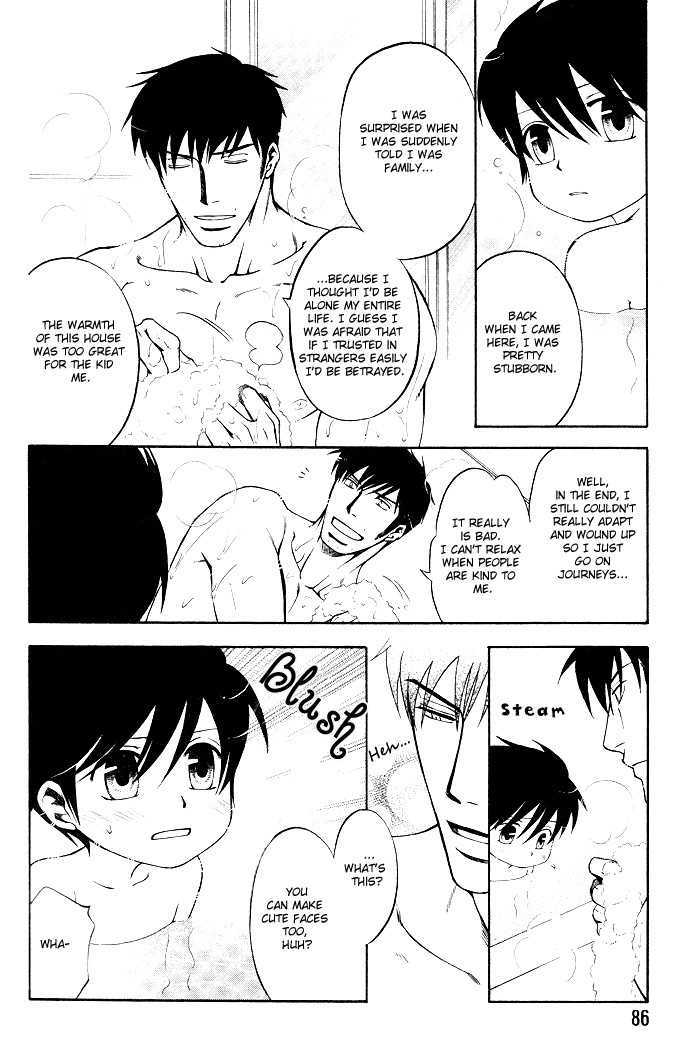 BACK
WHEN I CAME
HERE, I WAS
PRETTY
STUBBORN.
I WAS
SURPRISED WHEN
I WAS SUDDENLY
TOLD I WAS
FAMILY...
...BECAUSE I
THOUGHT I'D BE
ALONE MY ENTIRE
LIFE. I GUESS I
WAS AFRAID THAT
IF I TRUSTED IN
STRANGERS EASILY
I'D BE BETRAYED.
THE WARMTH
OF THIS HOUSE
WAS TOO GREAT
FOR THE KID
ME.
WELL,
IN THE END, I
STILL COULDN'T
REALLY ADAPT
AND WOUND UP
SO I JUST
GO ON
JOURNEYS...
IT REALLY
IS BAD.
I CAN'T RELAX
WHEN PEOPLE
ARE KIND TO
ME.
Steam
Heh...
...
WHAT'S
THIS?
YOU
CAN MAKE
CUTE FACES
TOO,
HUH?
Blush
WHA-
86